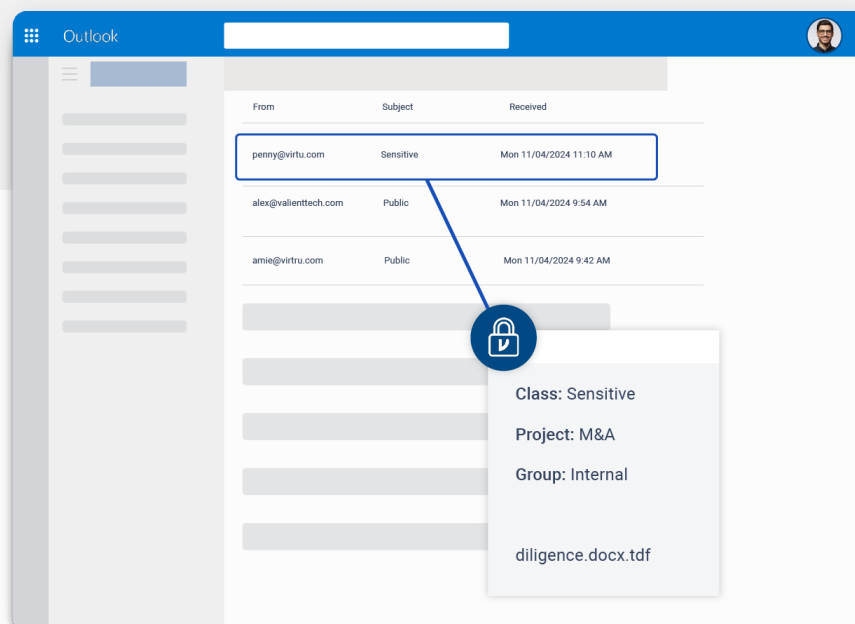 Outlook
From Subject Received
penny@virtu.com Sensitive Mon 11/04/2024 11:10 AM
alex@valienttech.com Public Mon 11/04/2024 9:54 AM
amie@virtru.com Public Mon 11/04/2024 9:42 AM
Class: Sensitive
Project: M&A
Group: Internal
diligence.docx.tdf